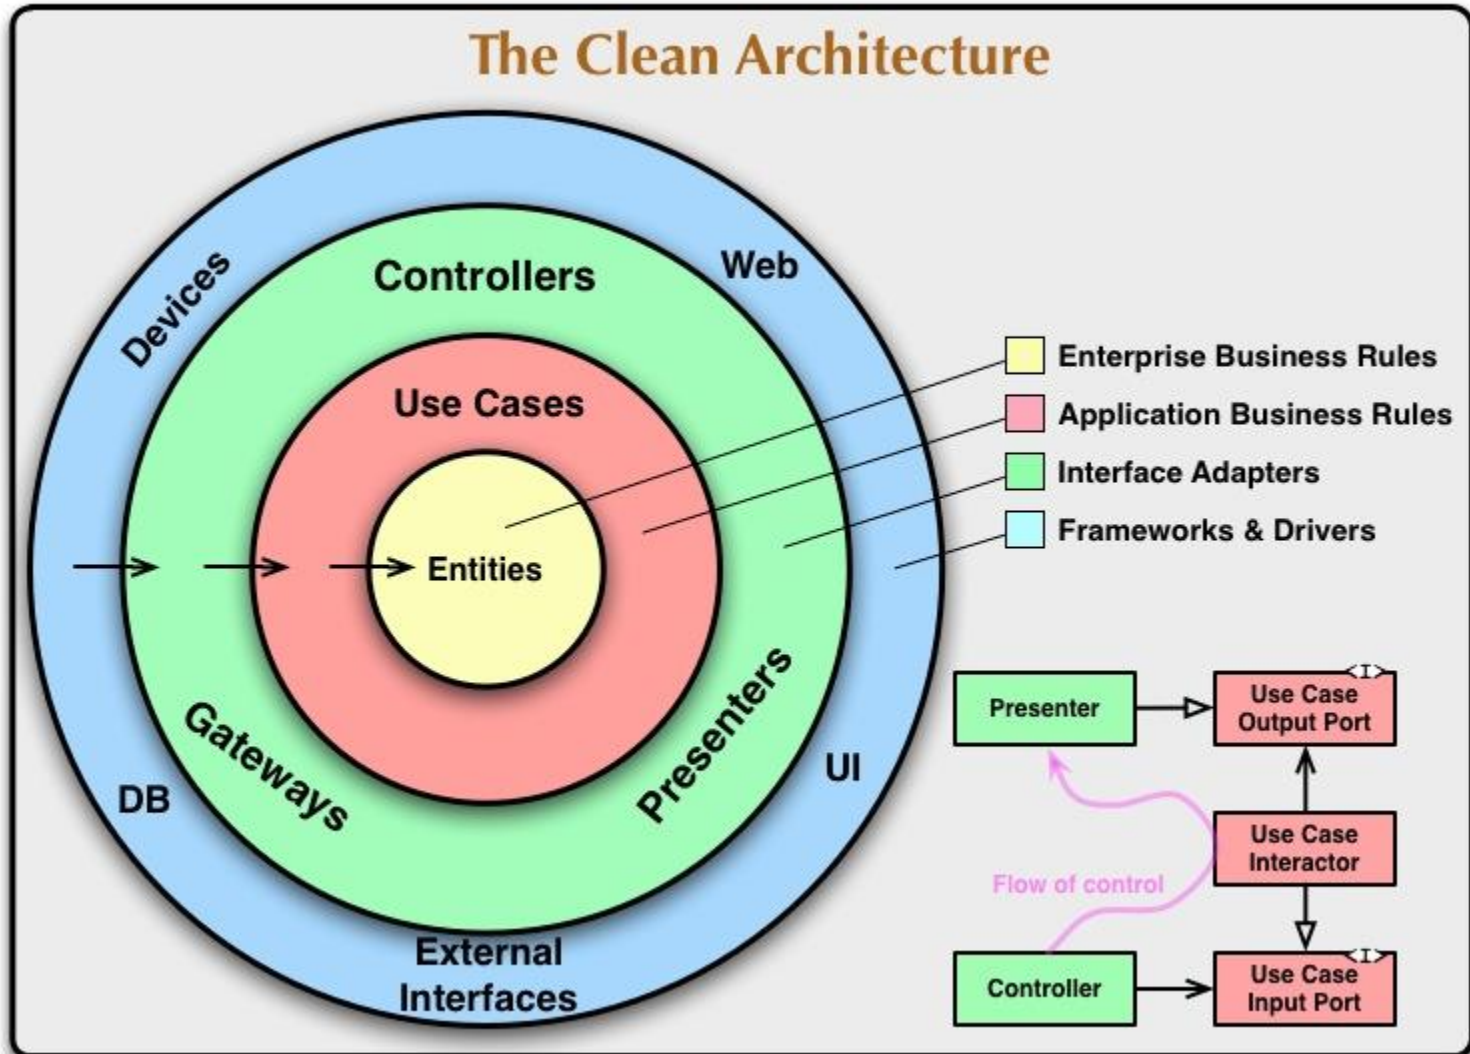 The Clean Architecture
Devices
Web
Controllers
Use Cases
Entities
Gateways
Presenters
DB
UI
External
Interfaces
Enterprise Business Rules
Application Business Rules
Interface Adapters
Frameworks & Drivers
Presenter
<I>
Use Case
Output Port
Use Case
Interactor
Flow of control
Controller
<I>
Use Case
Input Port